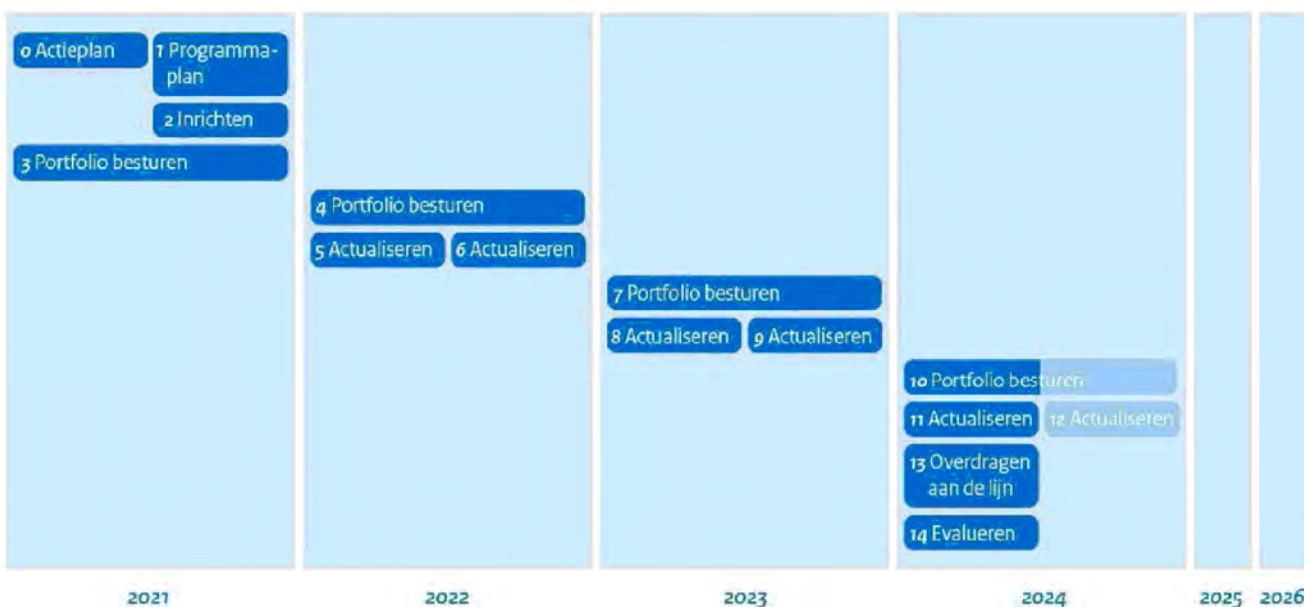 0 Actieplan
1 Programma-
plan
2 Inrichten
3 Portfolio besturen
4 Portfolio besturen
5 Actualiseren
6 Actualiseren
7 Portfolio besturen
8 Actualiseren
9 Actualiseren
10 Portfolio besturen
11 Actualiseren
12 Actualiseren
13 Overdragen
aan de lijn
14 Evalueren
2021
2022
2023
2024
2025
2026